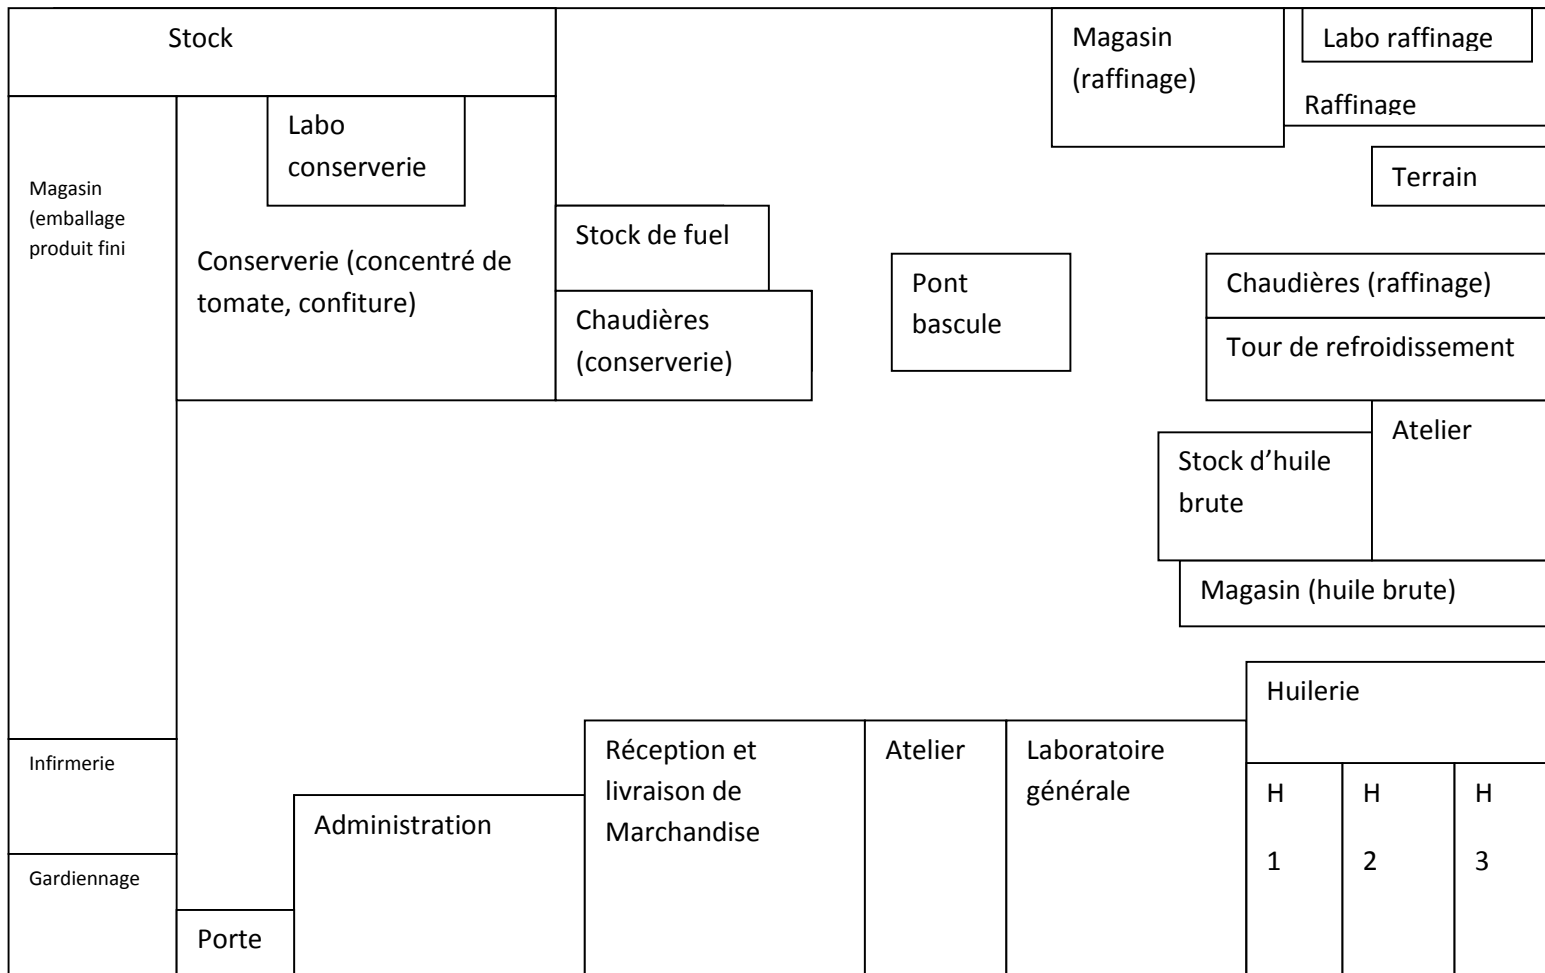 Stock
Magasin
(raffinage)
Labo raffinage
Raffinage
Labo
conserverie
Terrain
Magasin
(emballage
produit fini
Conserverie (concentré de
tomate, confiture)
Stock de fuel
Chaudières
(conserverie)
Pont
bascule
Chaudières (raffinage)
Tour de refroidissement
Atelier
Stock d’huile
brute
Magasin (huile brute)
Huilerie
Infirmerie
Gardiennage
Porte
Administration
Réception et
livraison de
Marchandise
Atelier
Laboratoire
générale
H
1
H
2
H
3